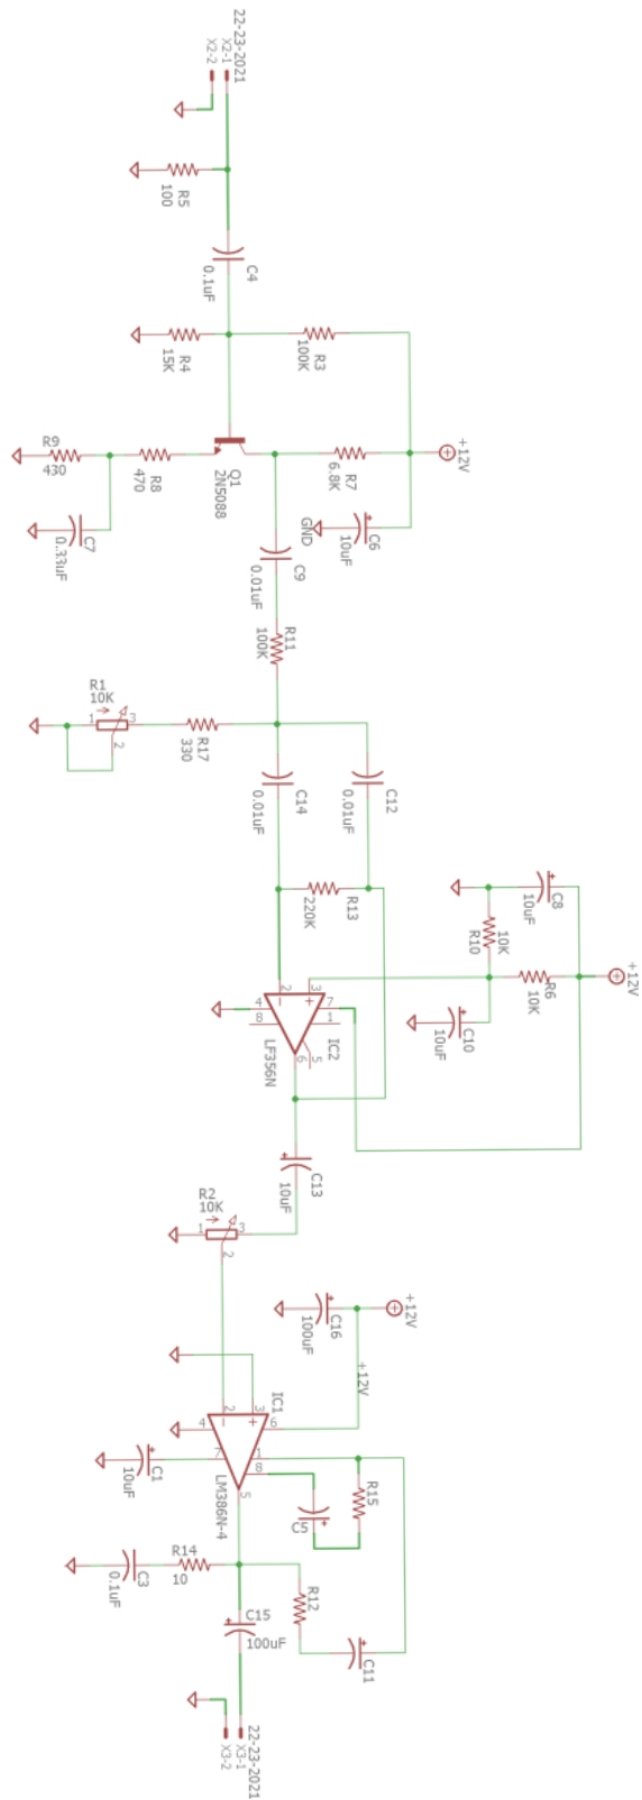 22-23-2021
X2-1
X2-2
R5
100
C4
0.1uF
R4
15K
R3
100K
+12V
R9
430
R8
470
Q1
2N5088
R7
6.8K
C7
0.33uF
GND
C6
10uF
C9
0.01uF
R11
100K
R1
10K
1
3
2
R17
330
C14
0.01uF
C12
0.01uF
R13
220K
C8
10uF
R10
10K
+12V
R6
10K
C10
10uF
2
3
4
7
8
1
6
5
IC2
LF356N
C13
10uF
R2
10K
1
3
2
C16
100uF
+12V
+12V
IC1
2
3
6
4
7
1
8
5
LM386N-4
C1
10uF
C5
R15
R14
10
C3
0.1uF
R12
C15
100uF
C11
22-23-2021
X3-1
X3-2